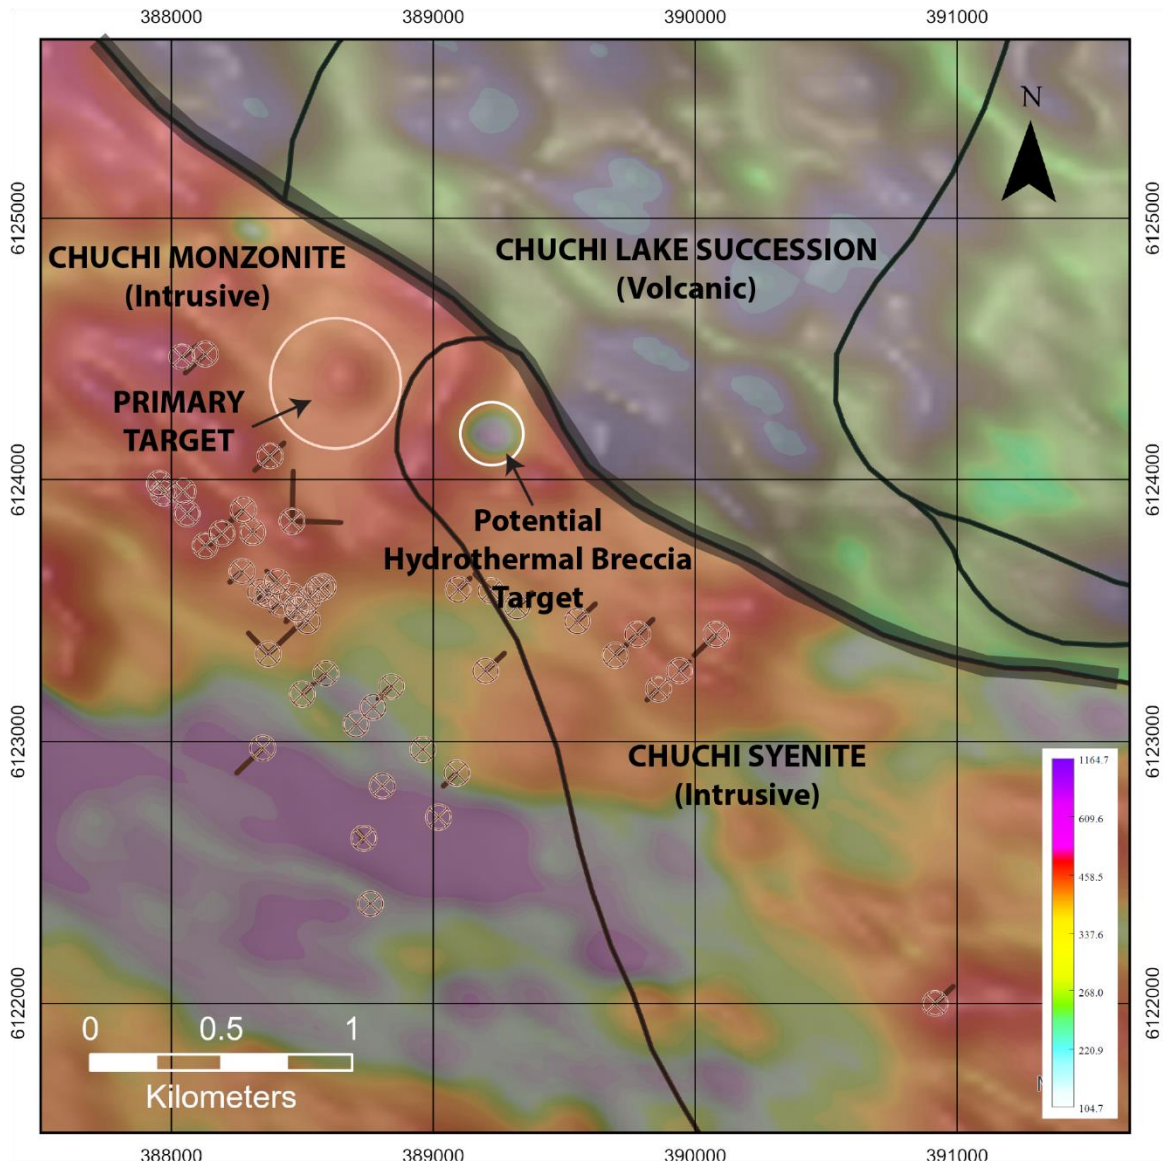 388000
389000
390000
391000
N
6125000
6125000
CHUCHI MONZONITE
(Intrusive)
CHUCHI LAKE SUCCESSION
(Volcanic)
PRIMARY
TARGET
6124000
6124000
Potential
Hydrothermal Breccia
Target
6123000
6123000
CHUCHI SYENITE
(Intrusive)
1164.7
609.6
458.5
337.6
268.0
220.9
104.7
6122000
6122000
0 0.5 1
Kilometers
388000
389000
390000
391000